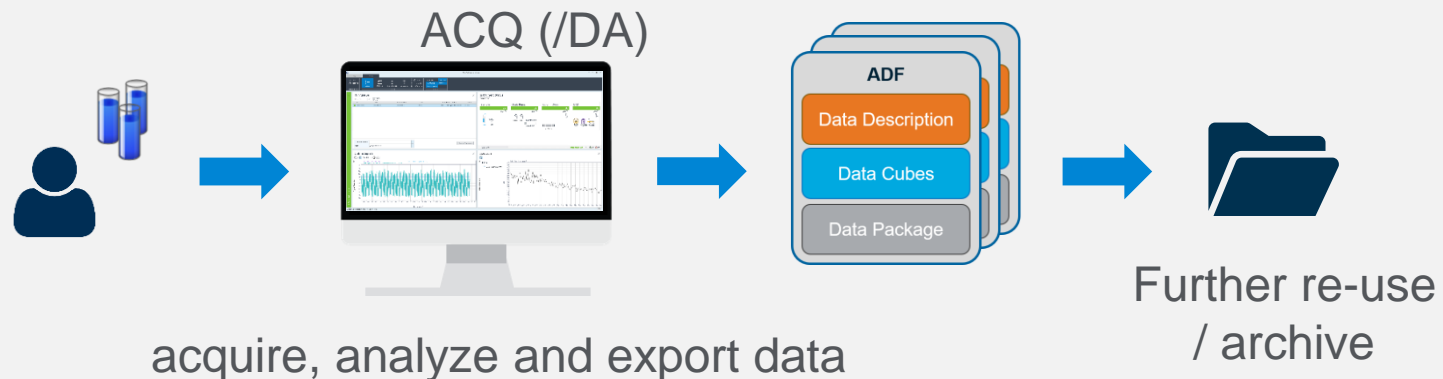 ACQ (/DA)
ADF
Data Description
Data Cubes
Data Package
Further re-use
/ archive
acquire, analyze and export data